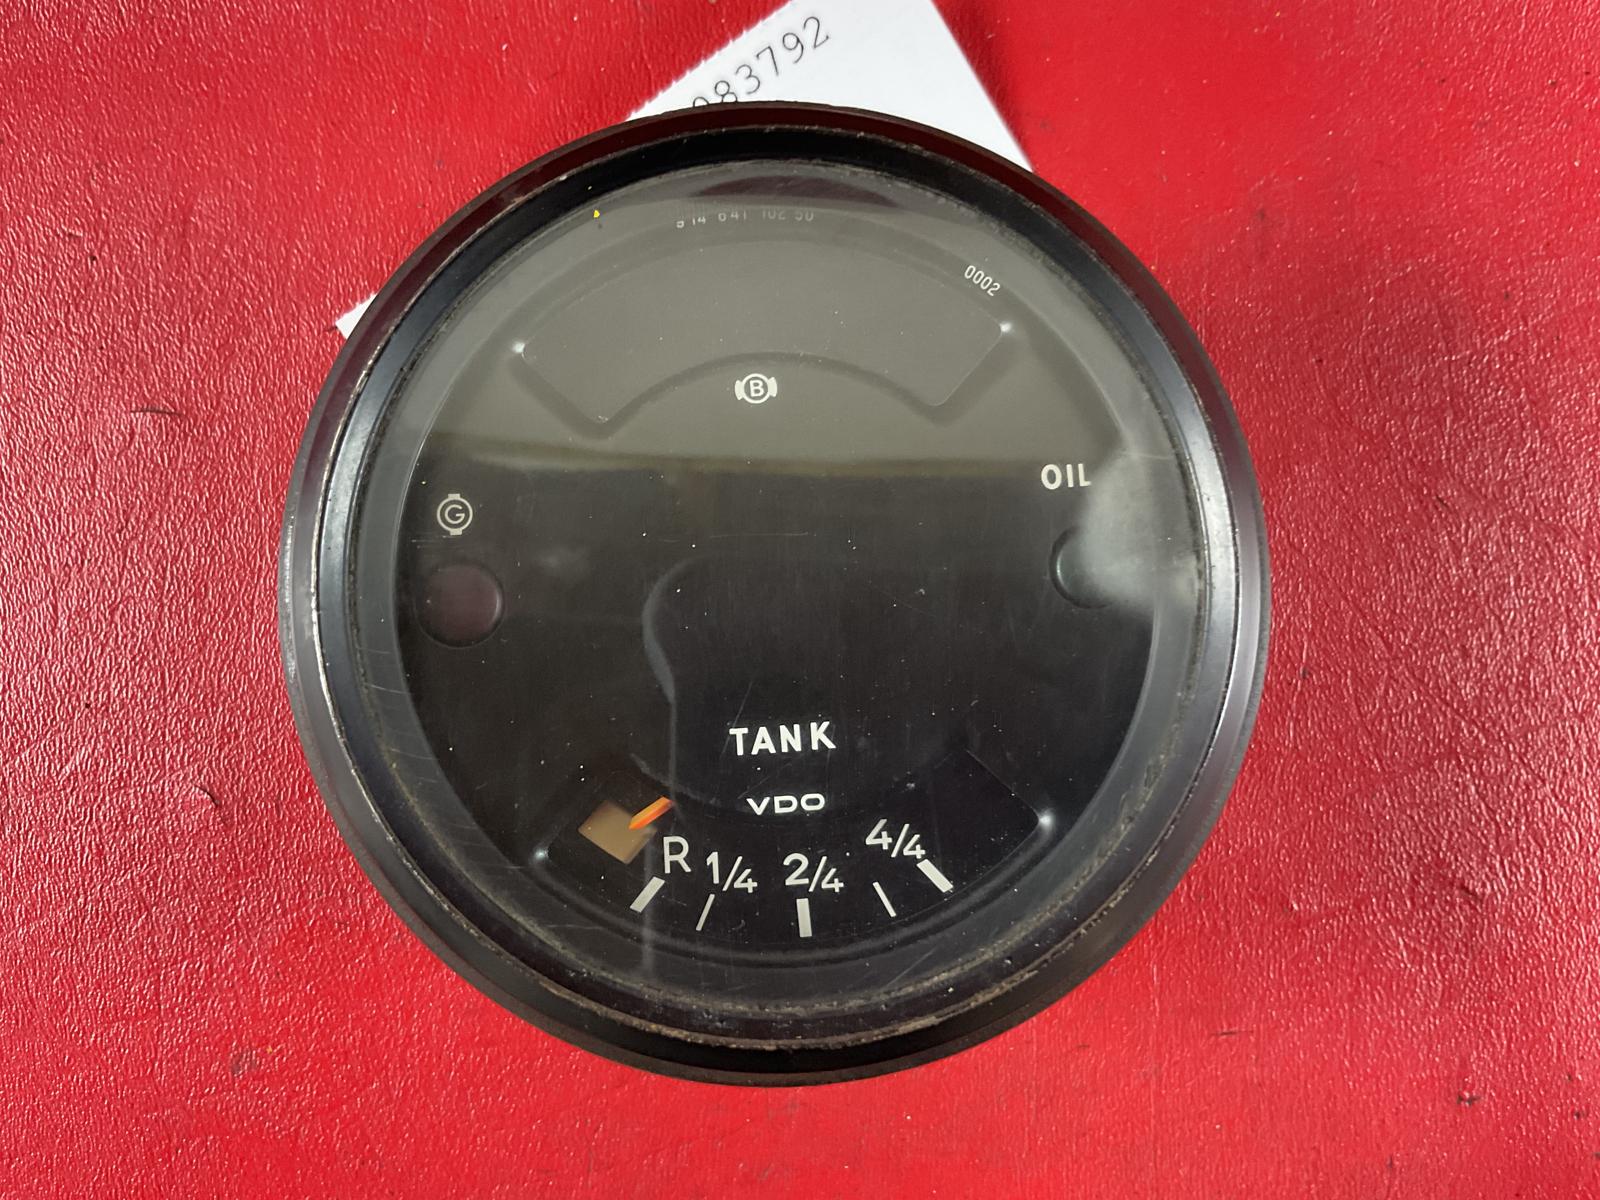 083792
914 641 102 50
0002
B
OIL
G
TANK
VDO
R 1/4 2/4 4/4